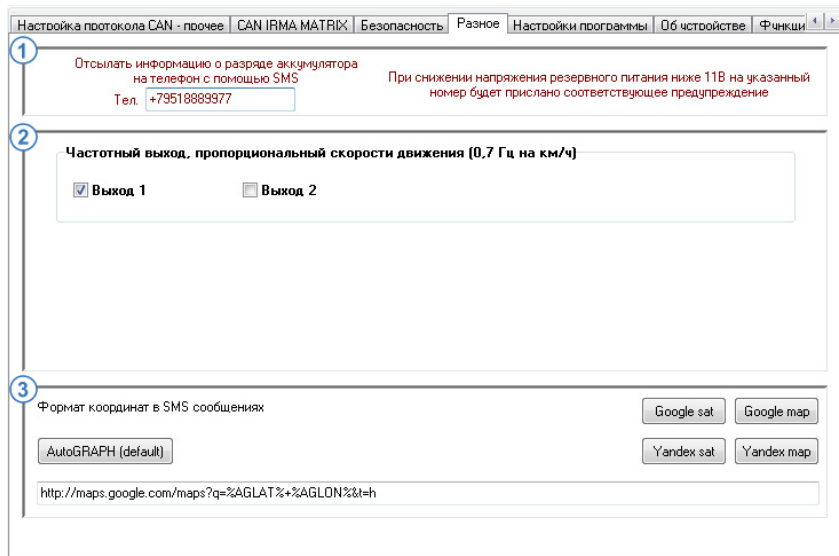 Настройка протокола CAN - прочее CAN IRMA MATRIX Безопасность Разное Настройки программы Об устройстве Функци
1
Отсылать информацию о разряде аккумулятора
на телефон с помощью SMS
Тел. +79518889977
При снижении напряжения резервного питания ниже 11В на указанный
номер будет прислано соответствующее предупреждение
2
Частотный выход, пропорциональный скорости движения (0,7 Гц на км/ч)
Выход 1 Выход 2
3
Формат координат в SMS сообщениях
Google sat Google map
AutoGRAPH (default) Yandex sat Yandex map
http://maps.google.com/maps?q=%AGLAT%+%AGLON%&t=h